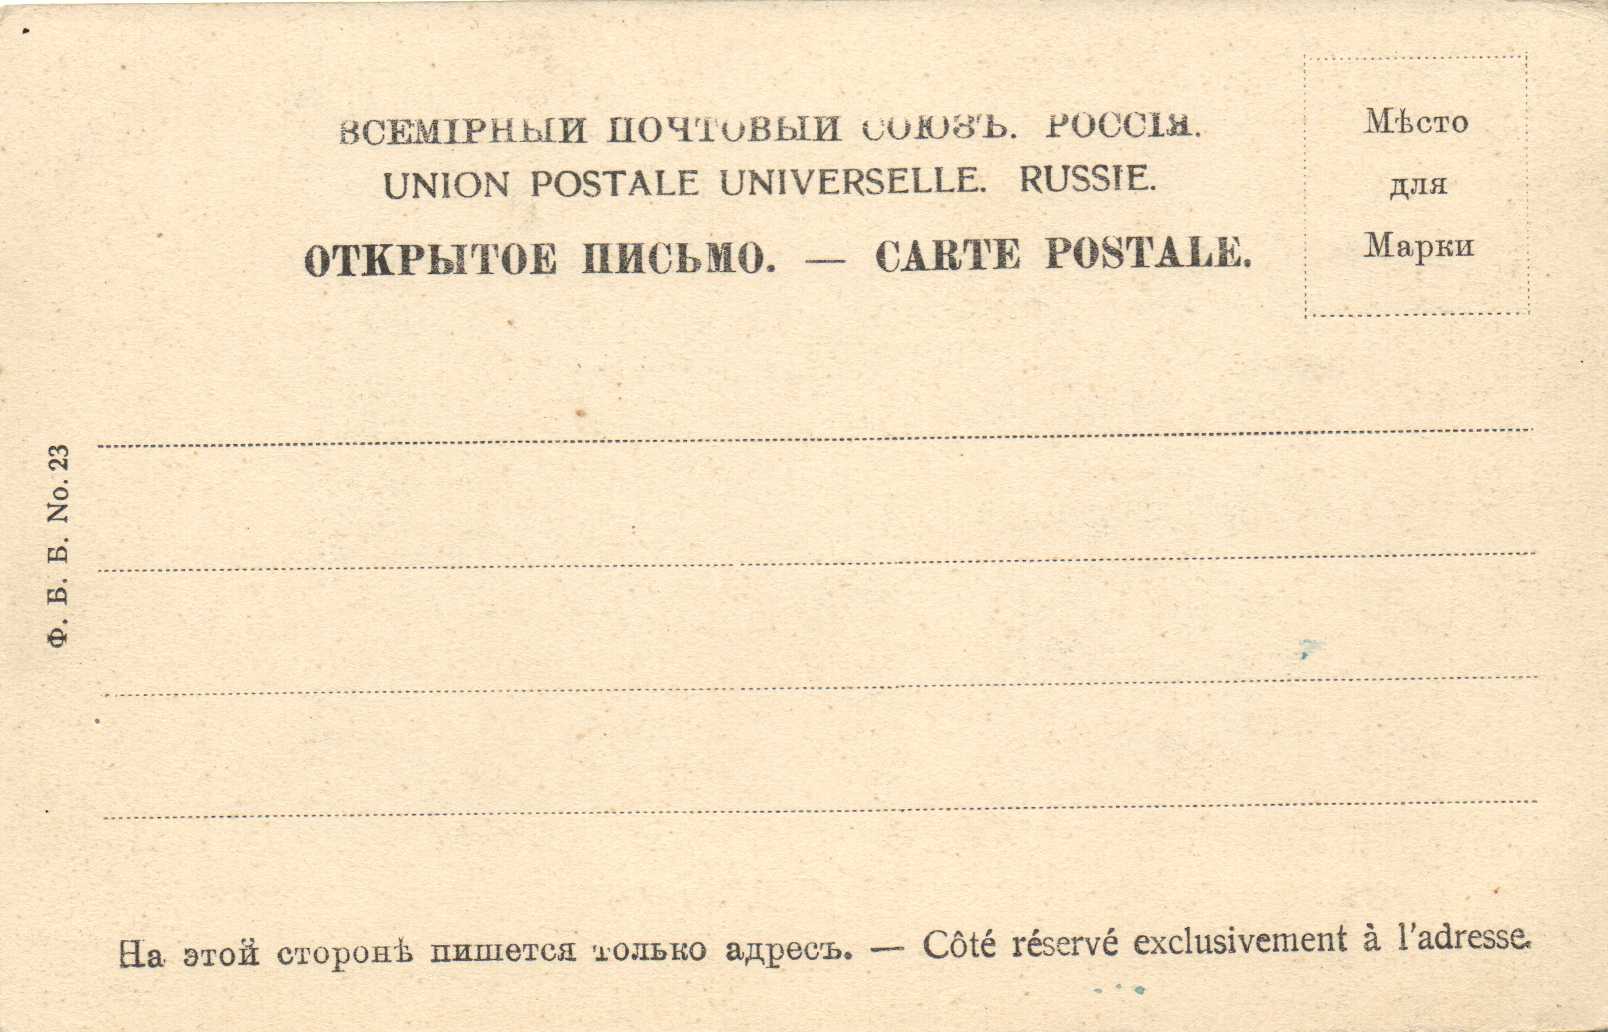 ВСЕМІРНЫЙ ПОЧТОВЫЙ СОЮЗЪ. РОССІЯ.
UNION POSTALE UNIVERSELLE. RUSSIE.
ОТКРЫТОЕ ПИСЬМО. — CARTE POSTALE.
Мѣсто
для
Марки
Ф. Б. Б. No. 23
На этой сторонѣ пишется только адресъ. — Côté réservé exclusivement à l'adresse.